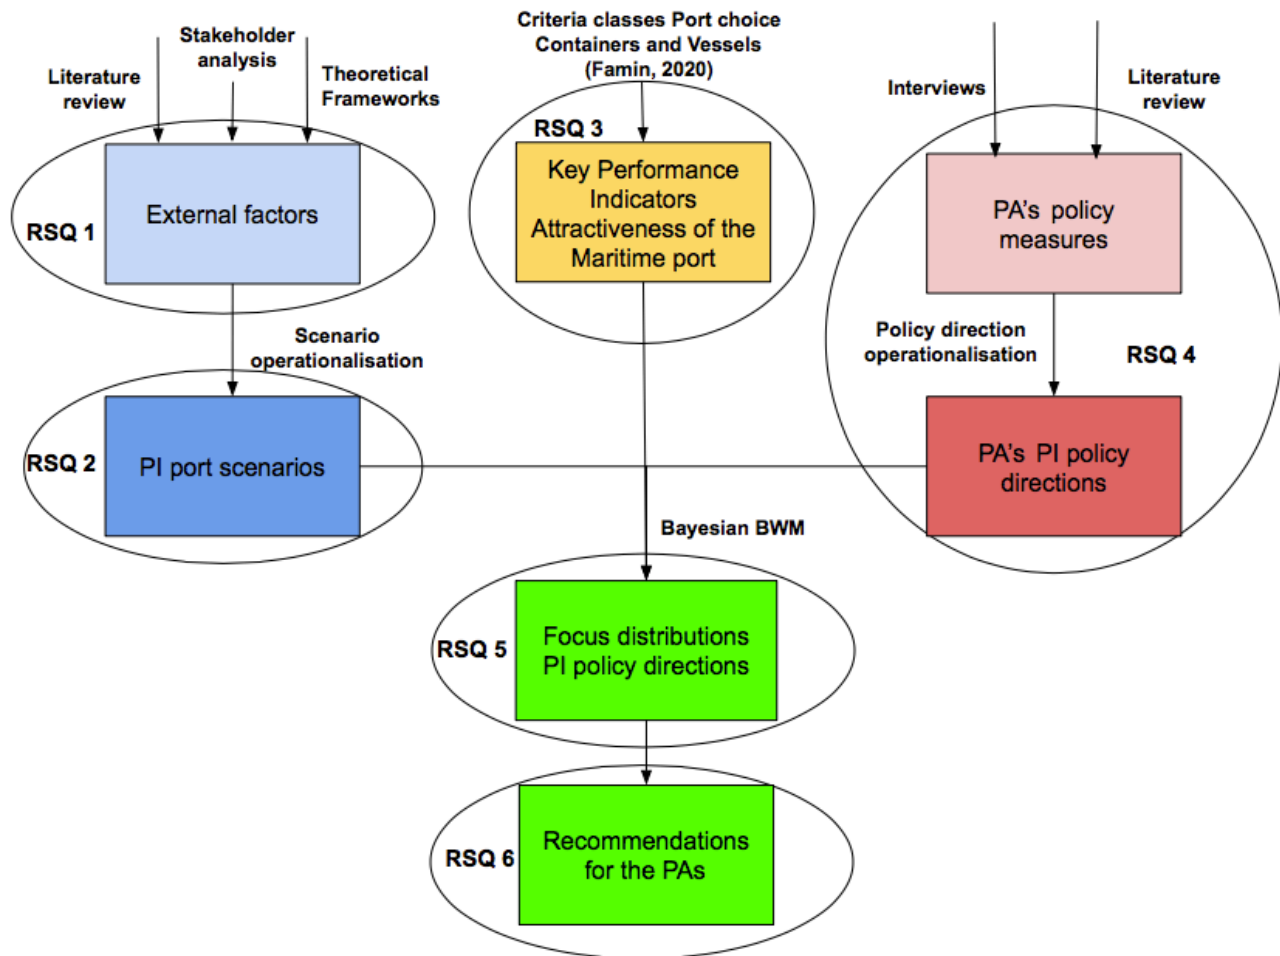 Literature
review
Stakeholder
analysis
Theoretical
Frameworks
RSQ 1
External factors
Scenario
operationalisation
RSQ 2
PI port scenarios
Criteria classes Port choice
Containers and Vessels
(Famin, 2020)
RSQ 3
Key Performance
Indicators
Attractiveness of the
Maritime port
Interviews
Literature
review
PA's policy
measures
Policy direction
operationalisation
RSQ 4
PA's PI policy
directions
Bayesian BWM
RSQ 5
Focus distributions
PI policy directions
RSQ 6
Recommendations
for the PAs